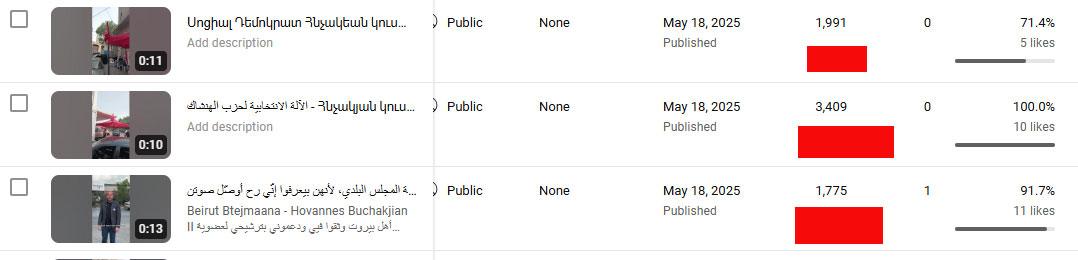 Սոցիալ Դեմոկրատ Հնչակեան կուս...
Public
None
May 18, 2025
1,991
0
71.4%
Add description
Published
5 likes
0:11
الآلة الانتخابية لحزب الهنشاك - Հնչակյան կուս...
Public
None
May 18, 2025
3,409
0
100.0%
Add description
Published
10 likes
0:10
ة المجلس البلدي، لأنهن بيعرفوا إنّي رح أوصّل صوتن...
Public
None
May 18, 2025
1,775
1
91.7%
Beirut Btejmaana - Hovannes Buchakjian
Published
11 likes
أهل بيروت وثقوا فيي ودعموني بترشيحي لعضوية II...
0:13